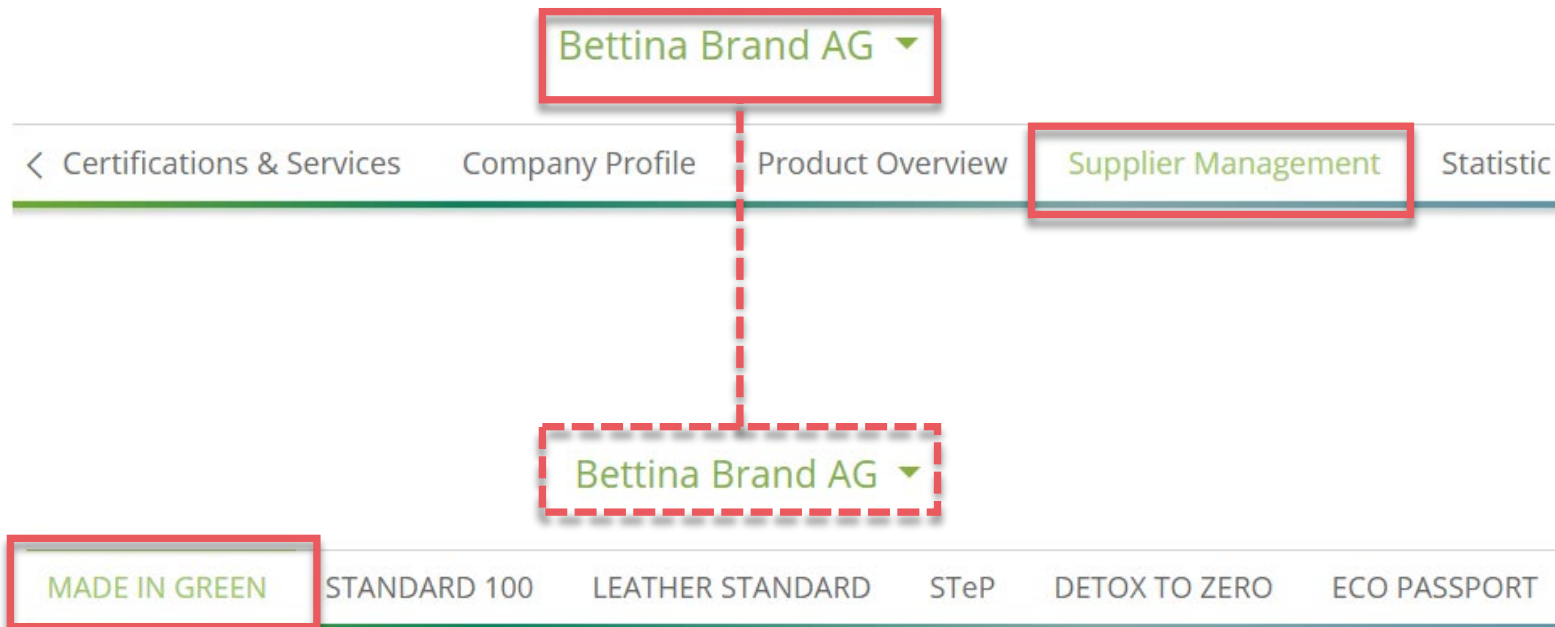 Bettina Brand AG
Certifications & Services Company Profile Product Overview Supplier Management Statistic
Bettina Brand AG
MADE IN GREEN STANDARD 100 LEATHER STANDARD STeP DETOX TO ZERO ECO PASSPORT